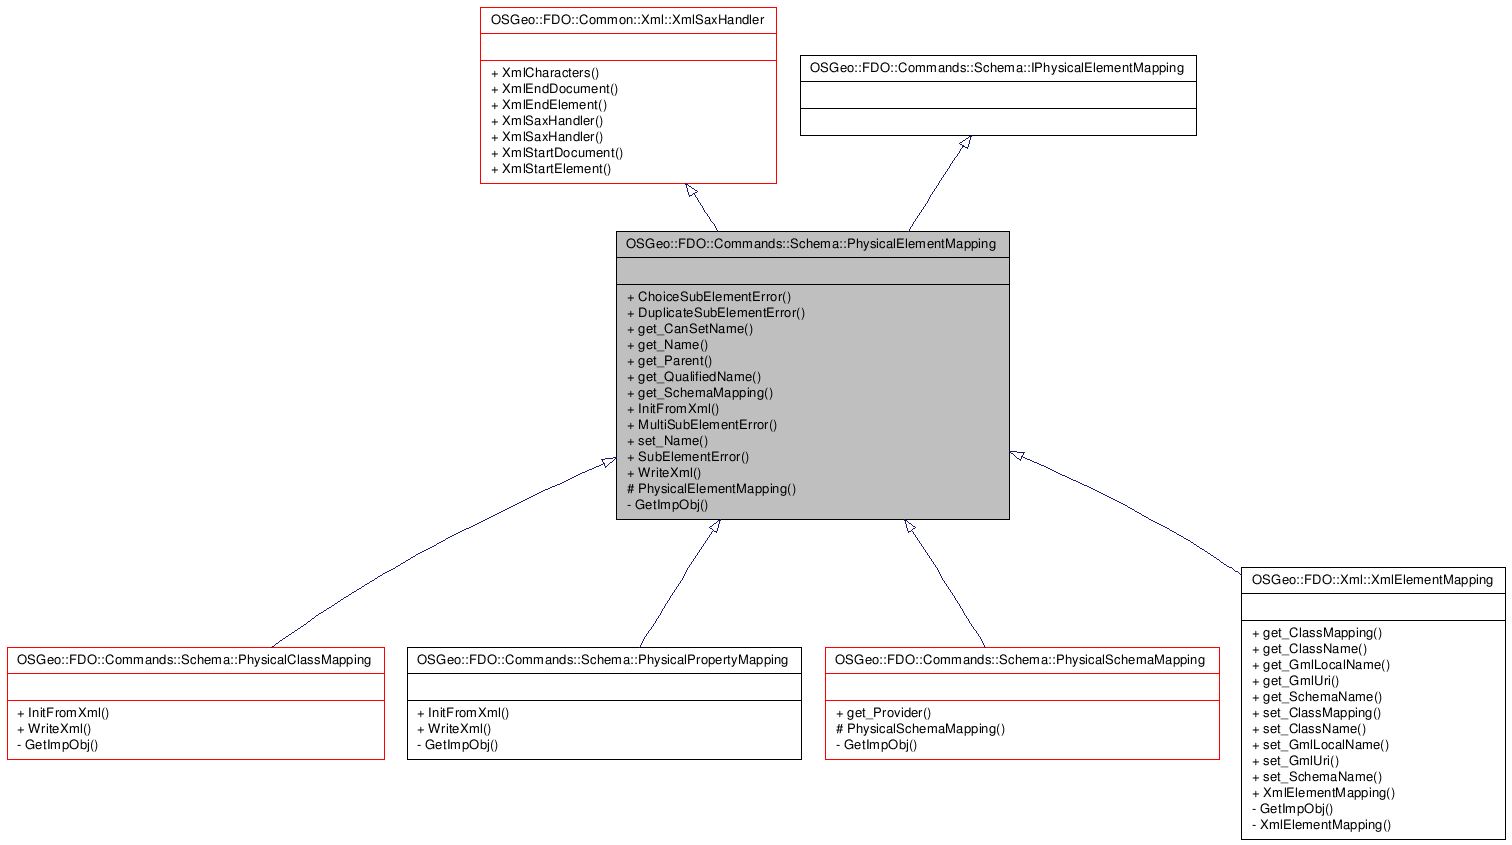 OSGeo::FDO::Common::Xml::XmlSaxHandler
+ XmlCharacters()
+ XmlEndDocument()
+ XmlEndElement()
+ XmlSaxHandler()
+ XmlSaxHandler()
+ XmlStartDocument()
+ XmlStartElement()
OSGeo::FDO::Commands::Schema::IPhysicalElementMapping
OSGeo::FDO::Commands::Schema::PhysicalElementMapping
+ ChoiceSubElementError()
+ DuplicateSubElementError()
+ get_CanSetName()
+ get_Name()
+ get_Parent()
+ get_QualifiedName()
+ get_SchemaMapping()
+ InitFromXml()
+ MultiSubElementError()
+ set_Name()
+ SubElementError()
+ WriteXml()
# PhysicalElementMapping()
- GetImpObj()
OSGeo::FDO::Commands::Schema::PhysicalClassMapping
+ InitFromXml()
+ WriteXml()
- GetImpObj()
OSGeo::FDO::Commands::Schema::PhysicalPropertyMapping
+ InitFromXml()
+ WriteXml()
- GetImpObj()
OSGeo::FDO::Commands::Schema::PhysicalSchemaMapping
+ get_Provider()
# PhysicalSchemaMapping()
- GetImpObj()
OSGeo::FDO::Xml::XmlElementMapping
+ get_ClassMapping()
+ get_ClassName()
+ get_GmlLocalName()
+ get_GmlUri()
+ get_SchemaName()
+ set_ClassMapping()
+ set_ClassName()
+ set_GmlLocalName()
+ set_GmlUri()
+ set_SchemaName()
+ XmlElementMapping()
- GetImpObj()
- XmlElementMapping()